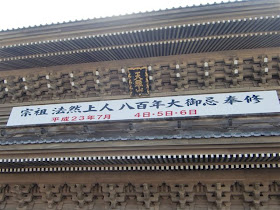 宗祖 法然上人 八百年大御忌 奉修
平成23年7月 4日・5日・6日